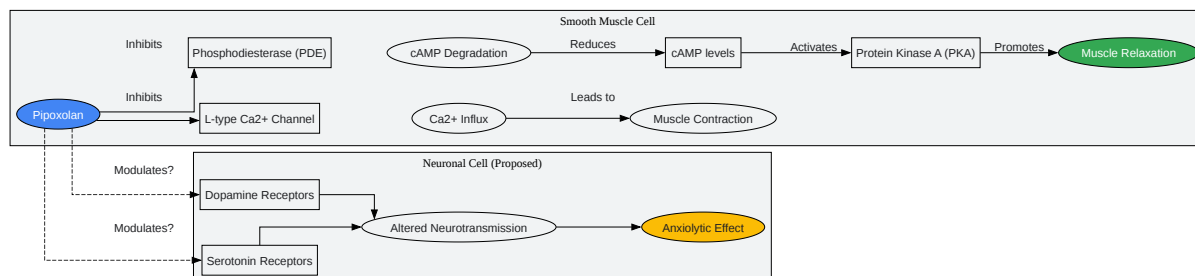 Smooth Muscle Cell
Inhibits
Phosphodiesterase (PDE)
cAMP Degradation
Reduces
cAMP levels
Activates
Protein Kinase A (PKA)
Promotes
Muscle Relaxation
Inhibits
Pipoxolan
L-type Ca2+ Channel
Ca2+ Influx
Leads to
Muscle Contraction
Neuronal Cell (Proposed)
Modulates?
Dopamine Receptors
Modulates?
Altered Neurotransmission
Anxiolytic Effect
Serotonin Receptors